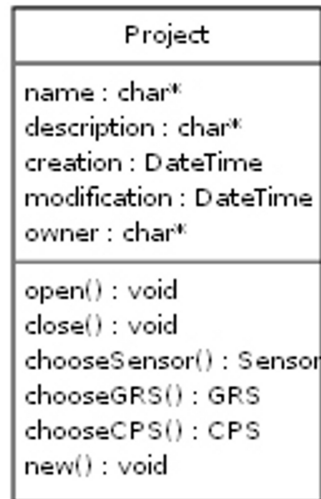 Project
name : char*
description : char*
creation : DateTime
modification : DateTime
owner : char*
open() : void
close() : void
chooseSensor() : Sensor
chooseGRS() : GRS
chooseCPS() : CPS
new() : void